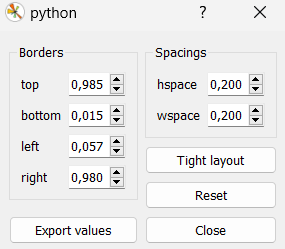 python ?
Borders
top 0,985
bottom 0,015
left 0,057
right 0,980
Export values
Spacings
hspace 0,200
wspace 0,200
Tight layout
Reset
Close